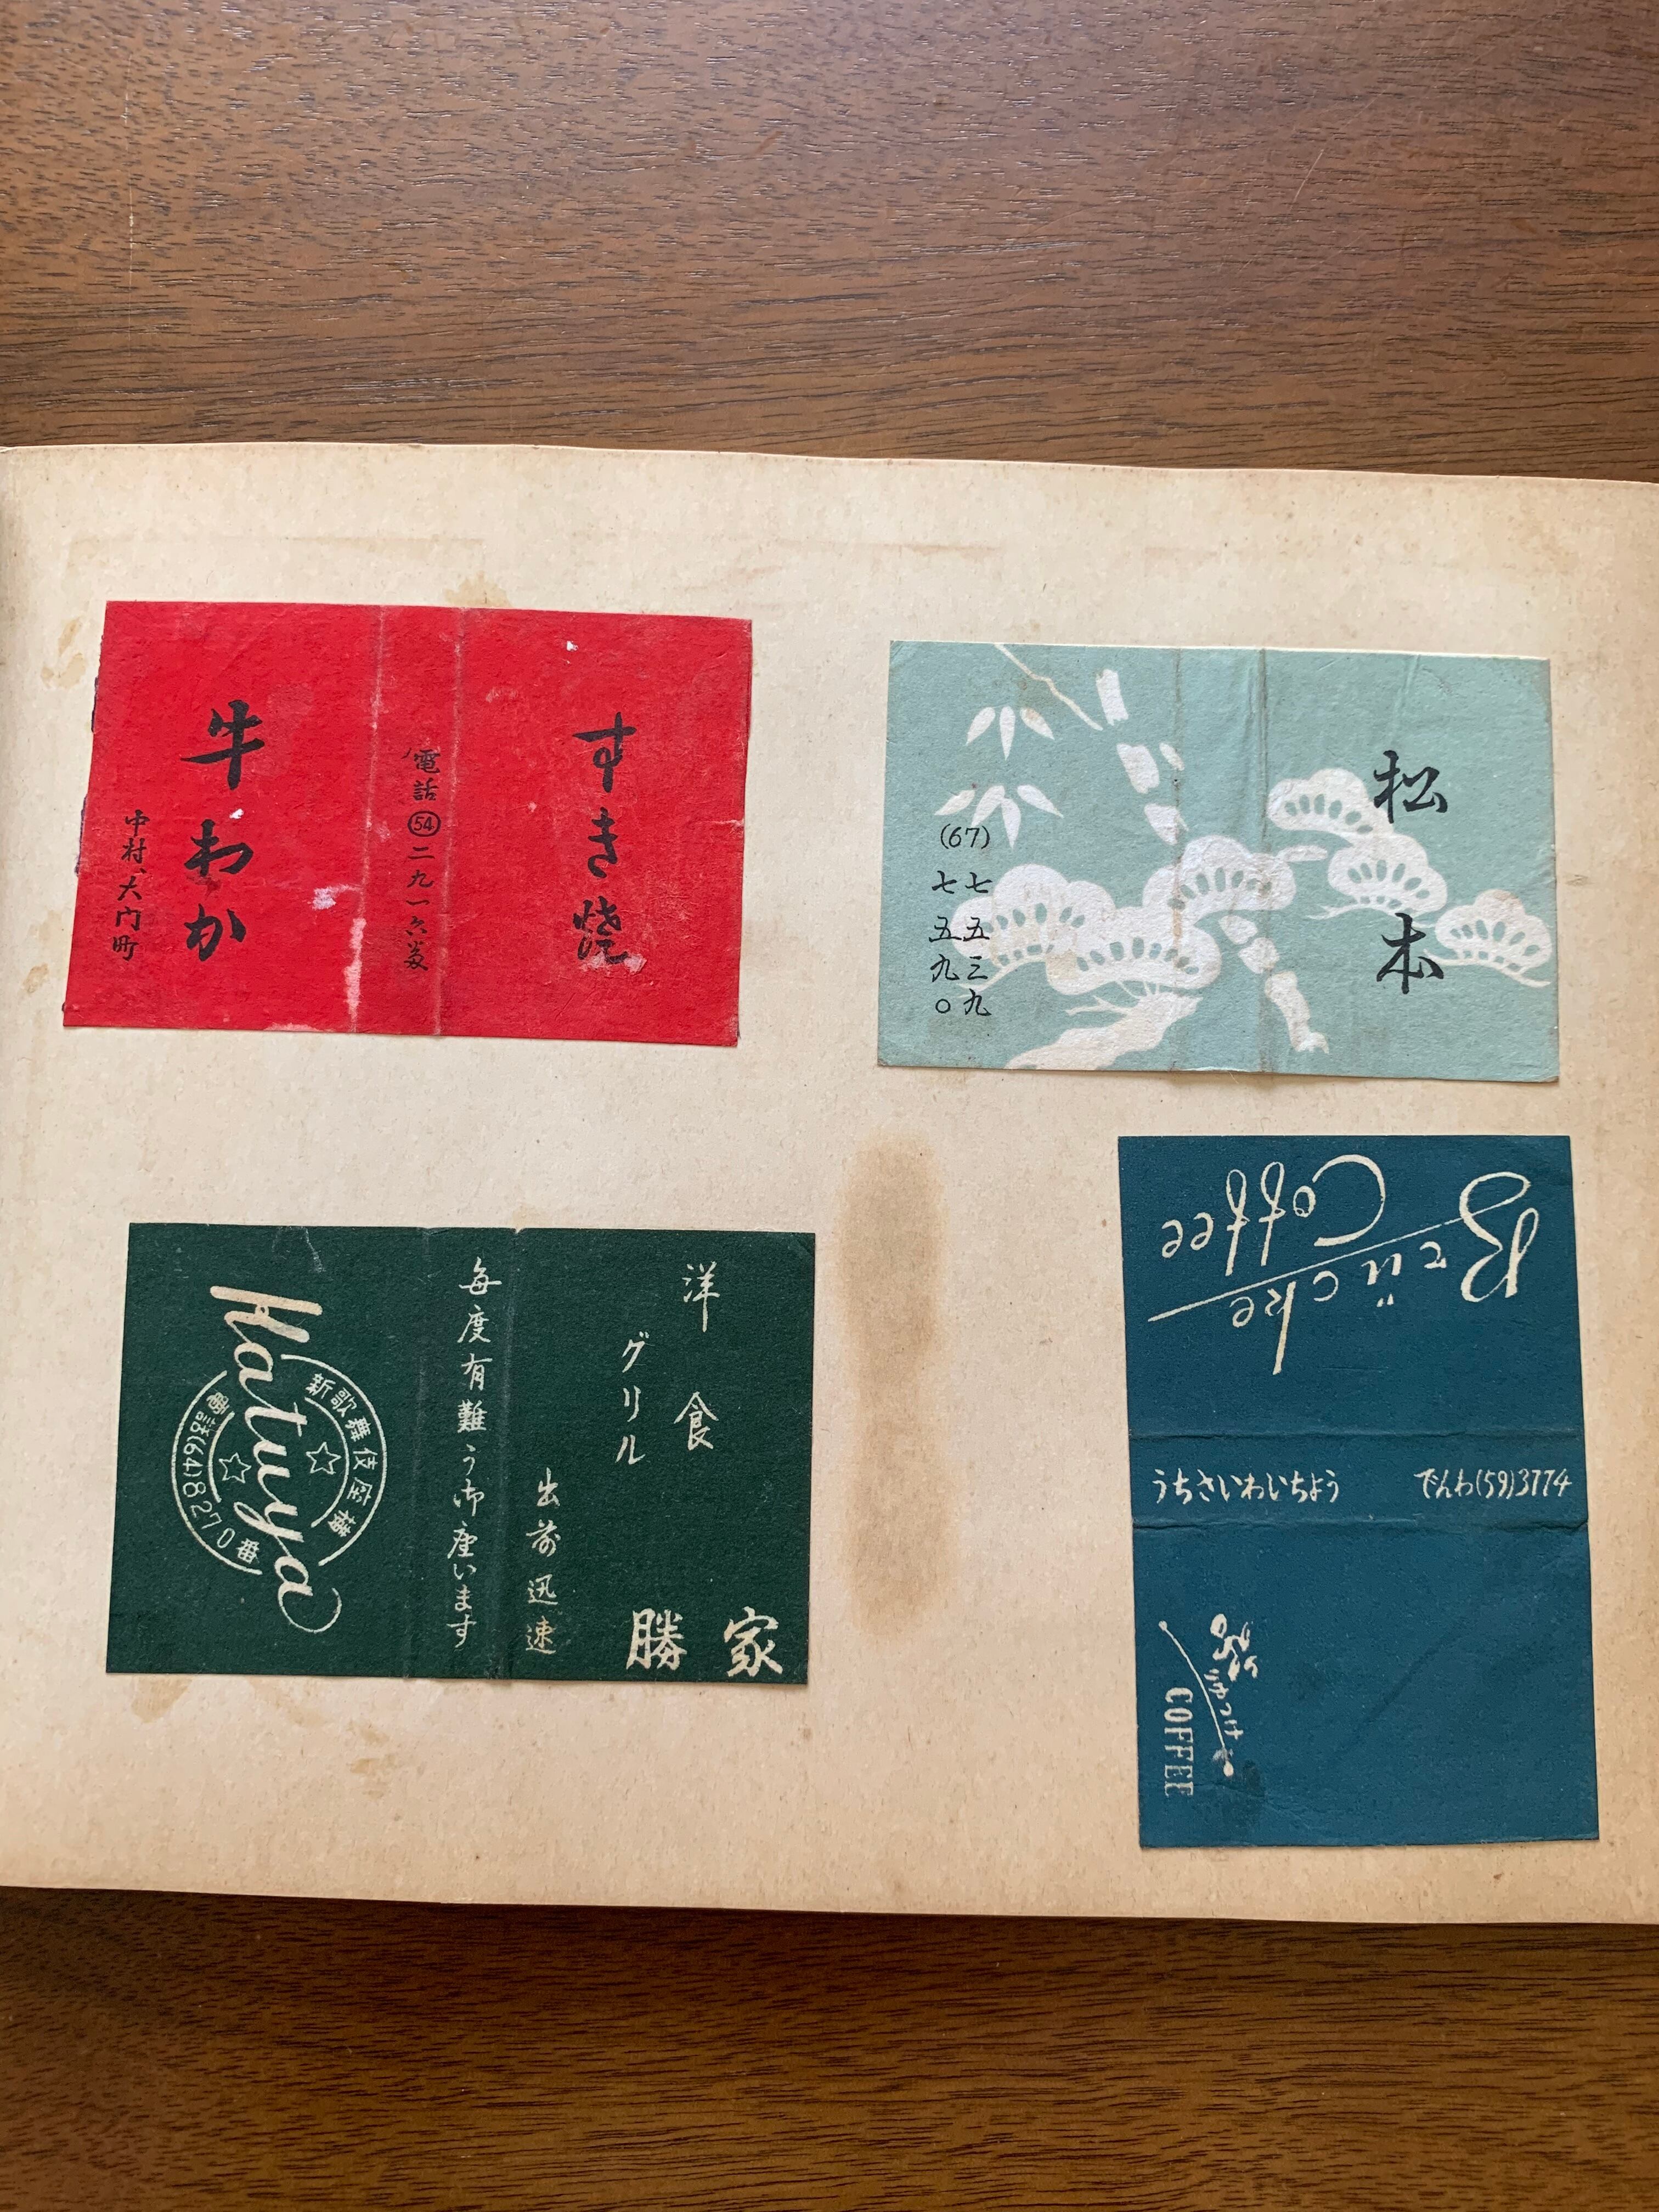 すき焼
電話(54)二九一六番
牛わか
中村、大門町
松本
(67)
七五三九
七五九〇
洋食
グリル
勝家
出前迅速
毎度有難う御座います
Hatuya
新歌舞伎座横
電話(64)8270番
Brücke
Coffee
うちさいわいちょう
でんわ(59)3774
COFFEE